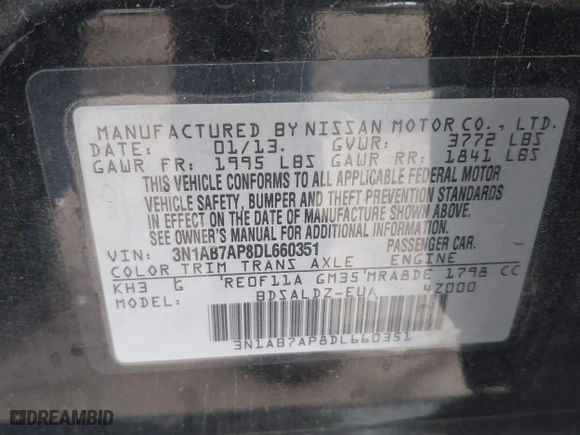 MANUFACTURED BY NISSAN MOTOR CO., LTD.
DATE: 01/13. GVWR: 3772 LBS
GAWR FR: 1995 LBS GAWR RR: 1841 LBS
THIS VEHICLE CONFORMS TO ALL APPLICABLE FEDERAL MOTOR
VEHICLE SAFETY, BUMPER AND THEFT PREVENTION STANDARDS
IN EFFECT ON THE DATE OF MANUFACTURE SHOWN ABOVE.
SEE OWNER'S MANUAL FOR ADDITIONAL INFORMATION.
VIN: 3N1AB7AP8DL660351 PASSENGER CAR.
COLOR TRIM TRANS AXLE ENGINE
KH3 G RE0F11A GM35 MRA8DE 1798 CC
MODEL: BDSALDZ-EUA 4Z000
3N1AB7AP8DL660351
DREAMBID